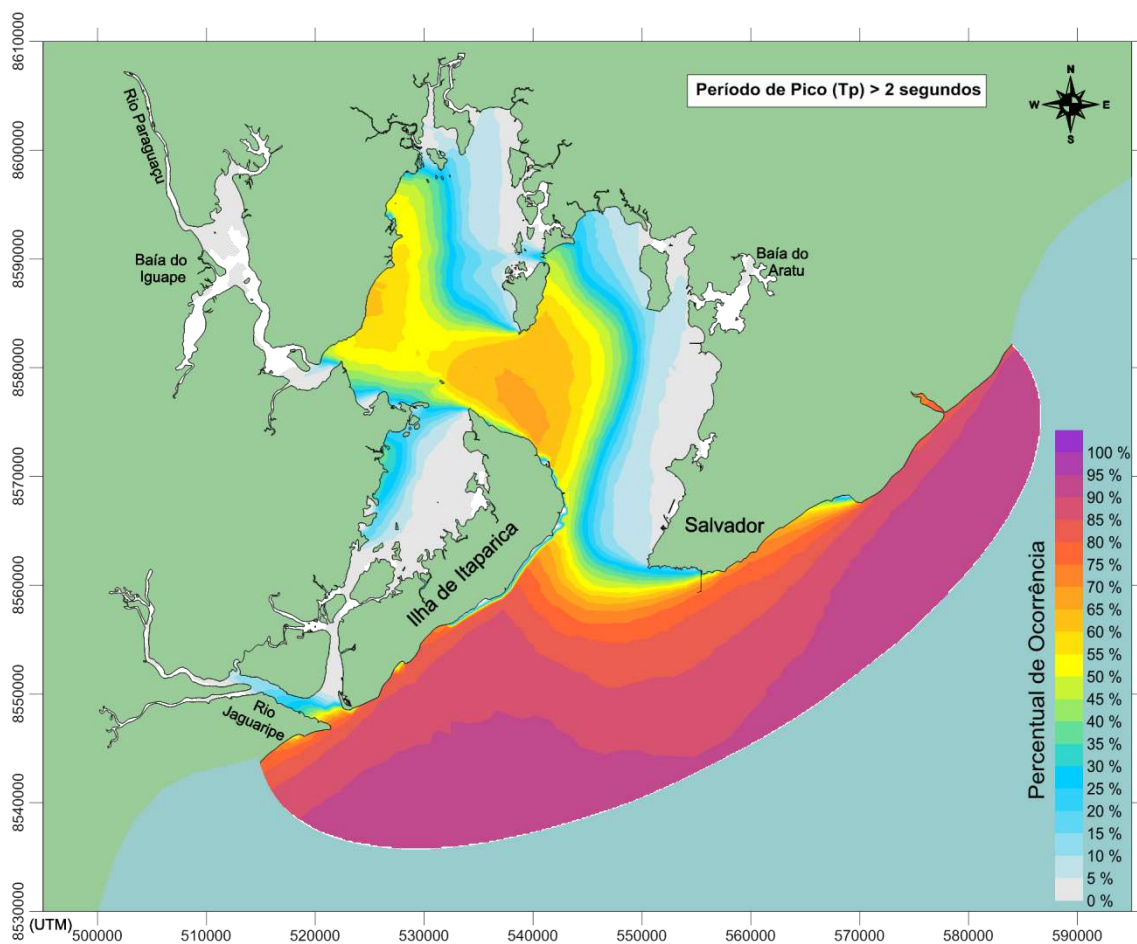 8610000
8600000
8590000
8580000
8570000
8560000
8550000
8540000
8530000
(UTM)
500000
510000
520000
530000
540000
550000
560000
570000
580000
590000
Período de Pico (Tp) > 2 segundos
N
W
E
S
Rio Paraguaçu
Baía do
Iguape
Baía do
Aratu
Salvador
Ilha de Itaparica
Rio
Jaguaripe
Percentual de Ocorrência
100 %
95 %
90 %
85 %
80 %
75 %
70 %
65 %
60 %
55 %
50 %
45 %
40 %
35 %
30 %
25 %
20 %
15 %
10 %
5 %
0 %